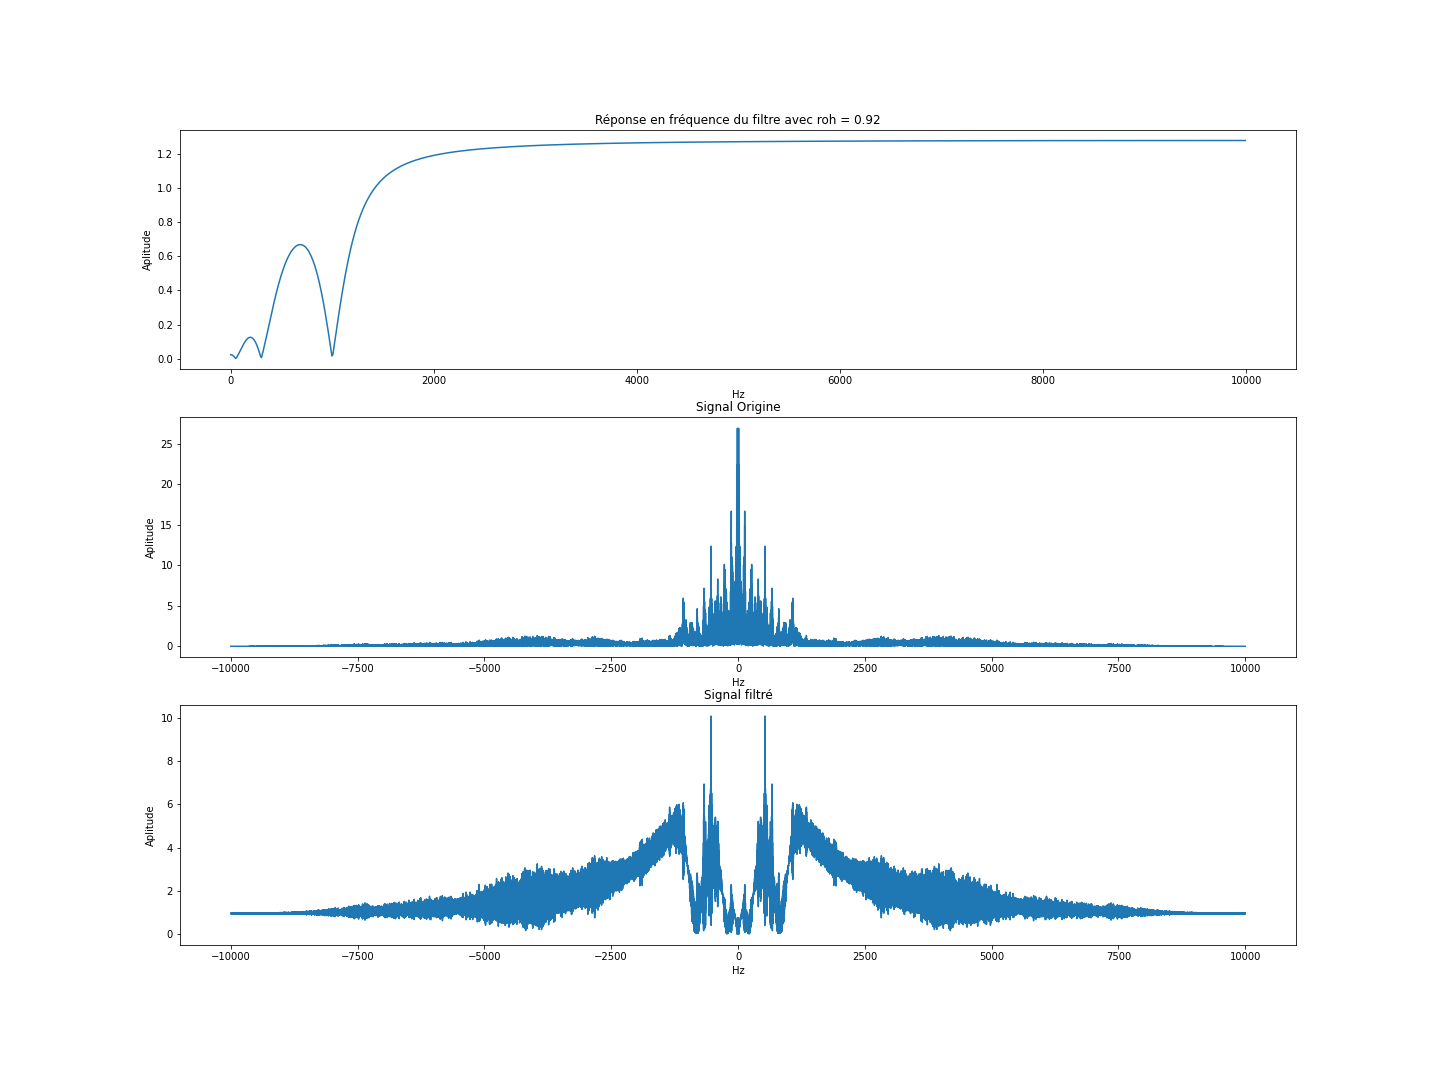 Réponse en fréquence du filtre avec roh = 0.92
Aplitude
1.2
1.0
0.8
0.6
0.4
0.2
0.0
0 2000 4000 6000 8000 10000
Hz
Signal Origine
Aplitude
25
20
15
10
5
0
−10000 −7500 −5000 −2500 0 2500 5000 7500 10000
Hz
Signal filtré
Aplitude
10
8
6
4
2
0
−10000 −7500 −5000 −2500 0 2500 5000 7500 10000
Hz